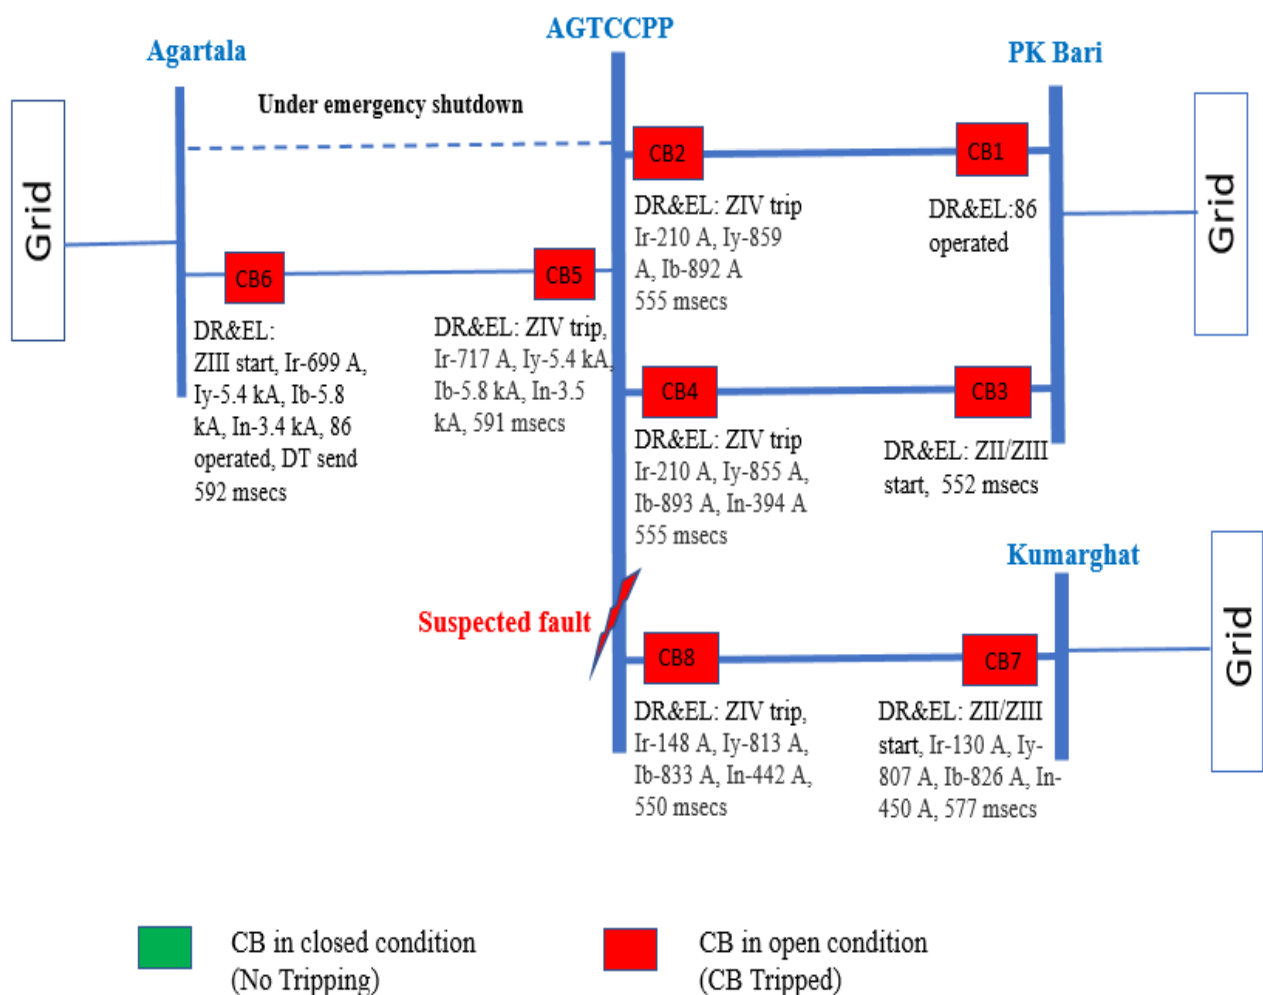 AGTCCPP
Agartala
PK Bari
Under emergency shutdown
Grid
Grid
CB2
CB1
DR&EL: ZIV trip
Ir-210 A, Iy-859
A, Ib-892 A
555 msecs
DR&EL:86
operated
CB6
CB5
DR&EL:
ZIII start, Ir-699 A,
Iy-5.4 kA, Ib-5.8
kA, In-3.4 kA, 86
operated, DT send
592 msecs
DR&EL: ZIV trip,
Ir-717 A, Iy-5.4 kA,
Ib-5.8 kA, In-3.5
kA, 591 msecs
CB4
CB3
DR&EL: ZIV trip
Ir-210 A, Iy-855 A,
Ib-893 A, In-394 A
555 msecs
DR&EL: ZII/ZIII
start, 552 msecs
Kumarghat
Suspected fault
Grid
CB8
CB7
DR&EL: ZIV trip,
Ir-148 A, Iy-813 A,
Ib-833 A, In-442 A,
550 msecs
DR&EL: ZII/ZIII
start, Ir-130 A, Iy-
807 A, Ib-826 A, In-
450 A, 577 msecs
CB in closed condition
(No Tripping)
CB in open condition
(CB Tripped)